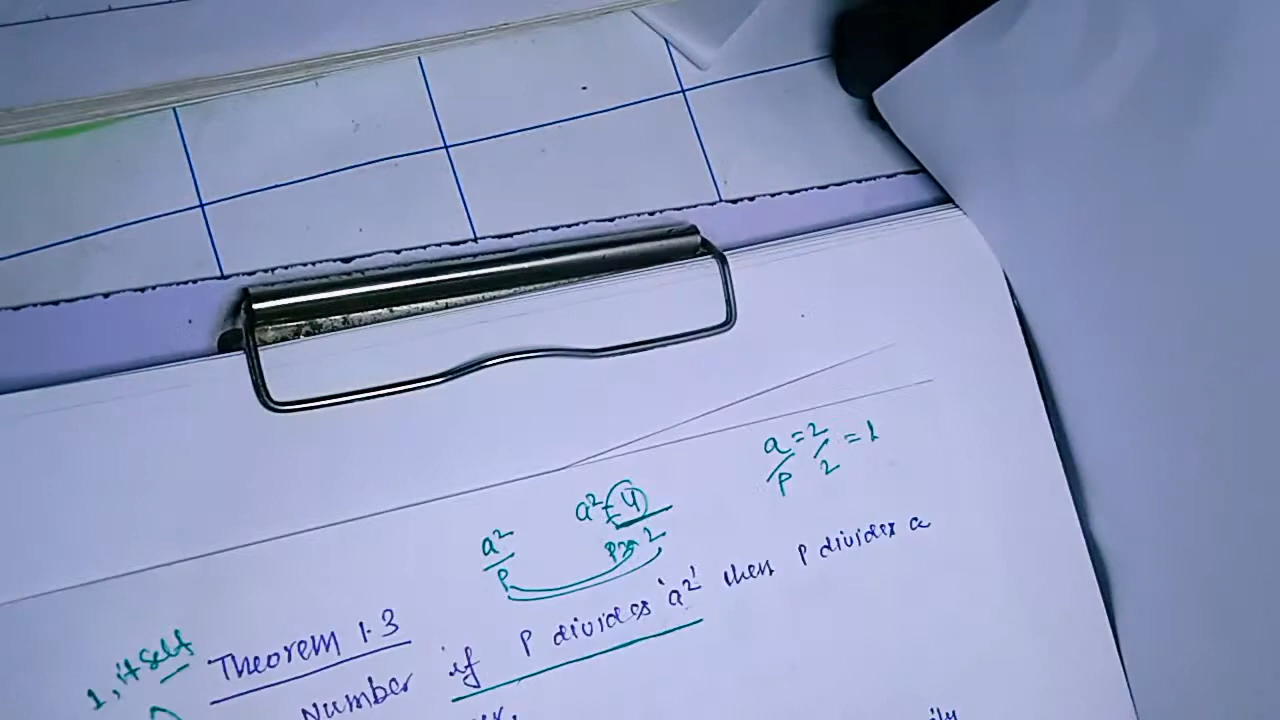 a = 2 = 1
P 2
a² a² = 4
P P = 2
1, itself
Theorem 1.3
Number if P divides 'a²' then P divides a